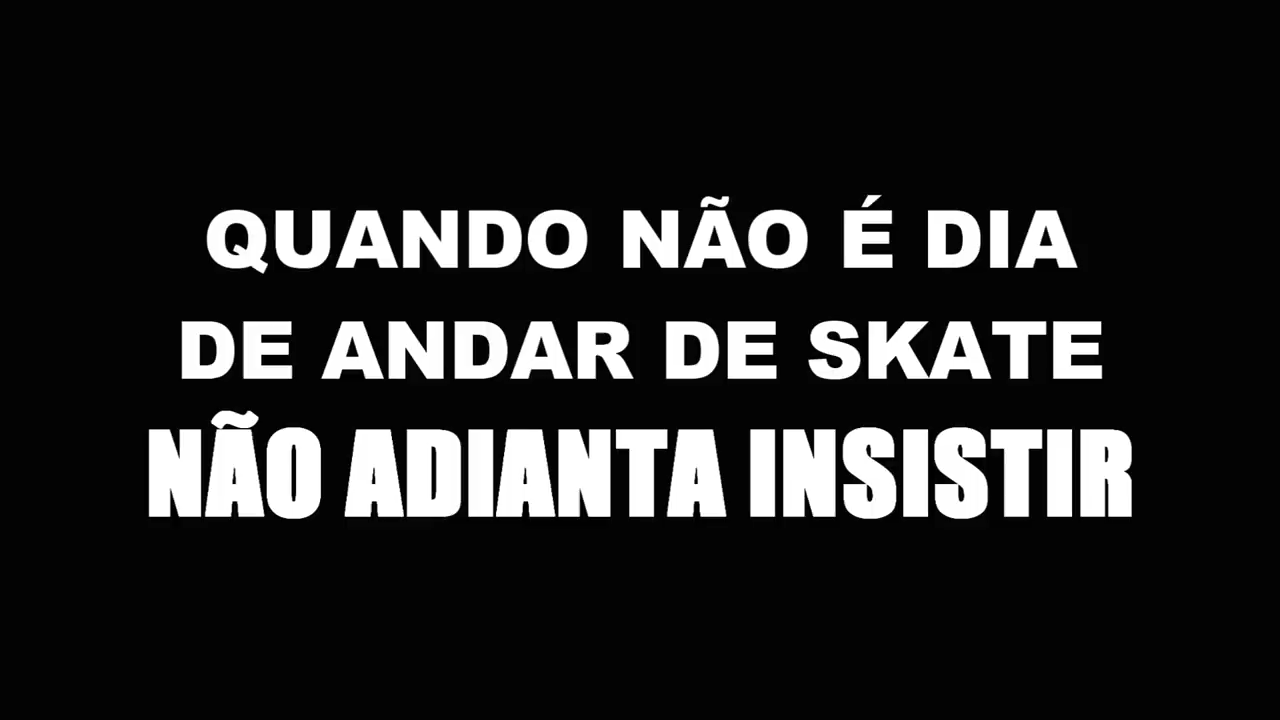 QUANDO NÃO É DIA
DE ANDAR DE SKATE
NÃO ADIANTA INSISTIR